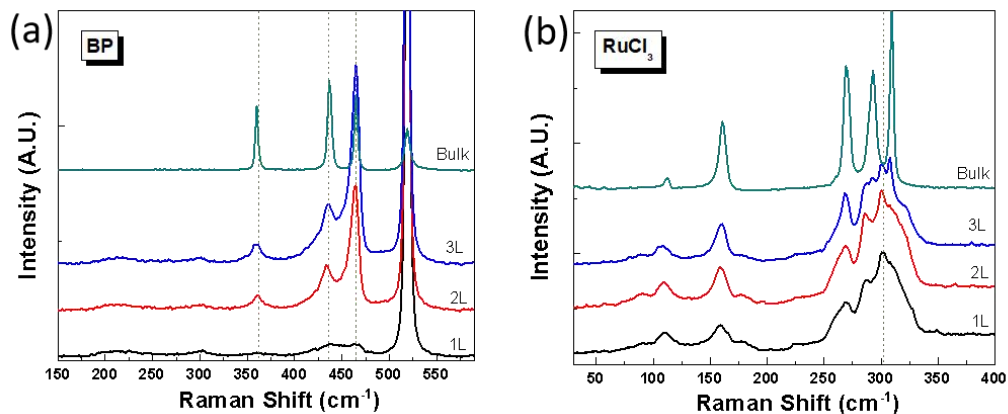 (a)
BP
Intensity (A.U.)
Bulk
3L
2L
1L
150 200 250 300 350 400 450 500 550
Raman Shift (cm-1)
(b)
RuCl3
Intensity (A.U.)
Bulk
3L
2L
1L
50 100 150 200 250 300 350 400
Raman Shift (cm-1)